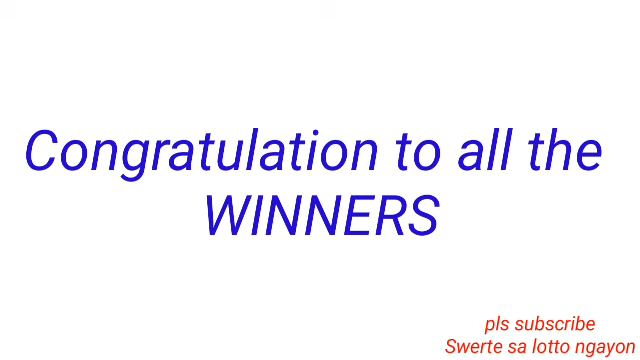 Congratulation to all the
WINNERS
pls subscribe
Swerte sa lotto ngayon